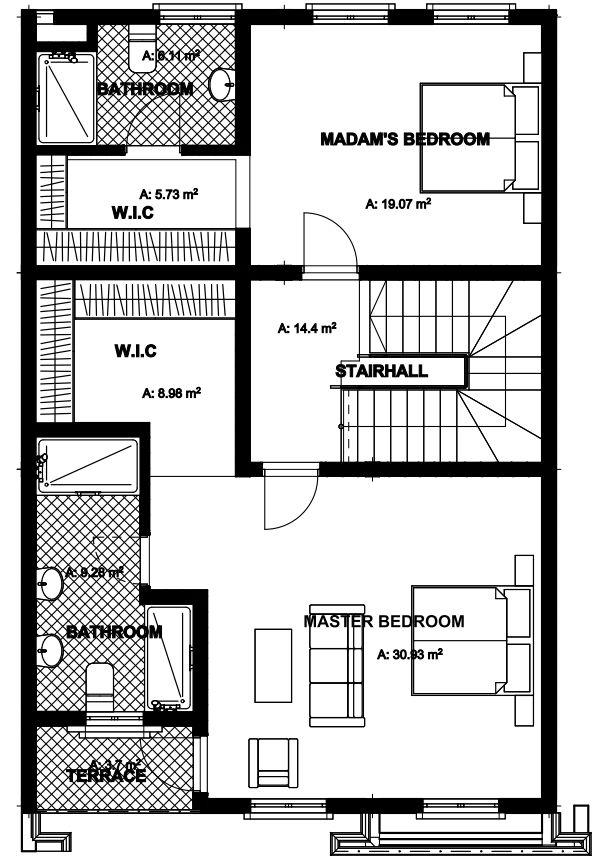 A: 6.11 m²
BATHROOM
MADAM'S BEDROOM
A: 5.73 m²
A: 19.07 m²
W.I.C
A: 14.4 m²
W.I.C
STAIRHALL
A: 8.98 m²
A: 9.28 m²
MASTER BEDROOM
BATHROOM
A: 30.93 m²
A: 3.7 m²
TERRACE